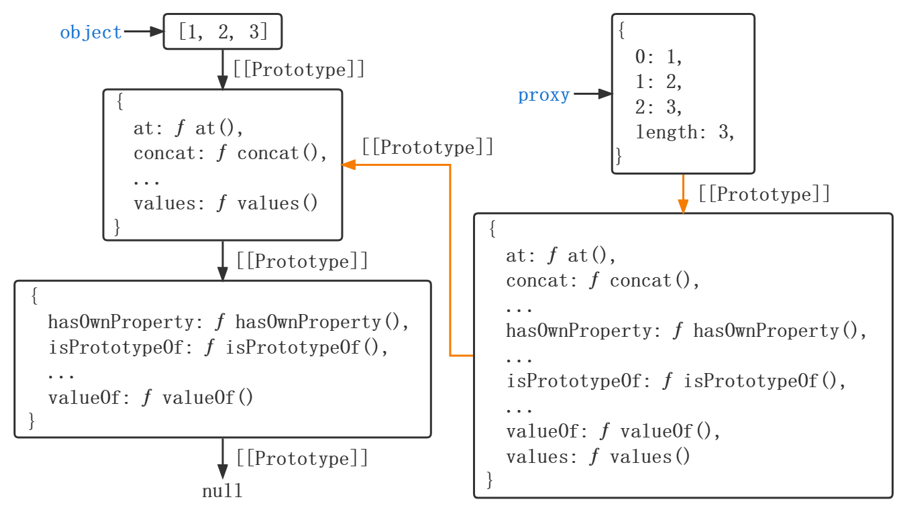 object
[1, 2, 3]
[[Prototype]]
{
at: ƒ at(),
concat: ƒ concat(),
...
values: ƒ values()
}
[[Prototype]]
{
hasOwnProperty: ƒ hasOwnProperty(),
isPrototypeOf: ƒ isPrototypeOf(),
...
valueOf: ƒ valueOf()
}
[[Prototype]]
null
[[Prototype]]
proxy
{
0: 1,
1: 2,
2: 3,
length: 3,
}
[[Prototype]]
{
at: ƒ at(),
concat: ƒ concat(),
...
hasOwnProperty: ƒ hasOwnProperty(),
...
isPrototypeOf: ƒ isPrototypeOf(),
...
valueOf: ƒ valueOf(),
values: ƒ values()
}